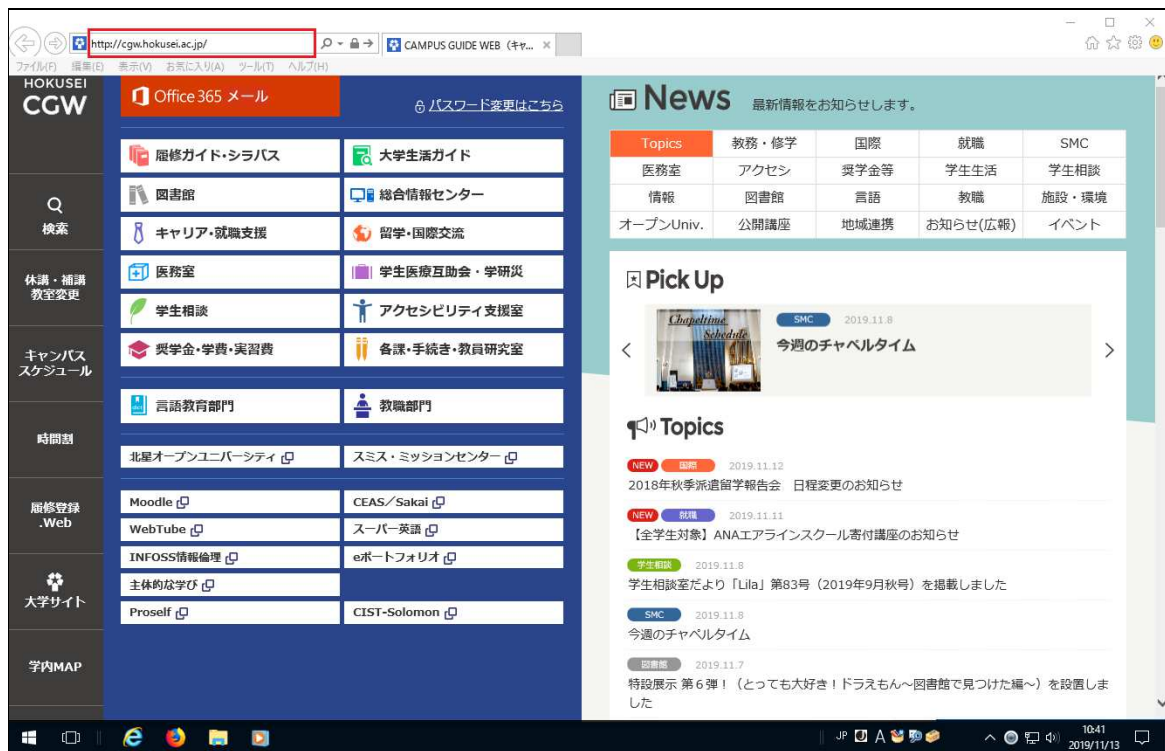 http://cgw.hokusei.ac.jp/
CAMPUS GUIDE WEB (キャ...
ファイル(F) 編集(E) 表示(V) お気に入り(A) ツール(T) ヘルプ(H)
HOKUSEI
CGW
検索
休講・補講
教室変更
キャンパス
スケジュール
時間割
履修登録
.Web
大学サイト
学内MAP
Office 365 メール
パスワード変更はこちら
履修ガイド・シラバス
大学生活ガイド
図書館
総合情報センター
キャリア・就職支援
留学・国際交流
医務室
学生医療互助会・学研災
学生相談
アクセシビリティ支援室
奨学金・学費・実習費
各課・手続き・教員研究室
言語教育部門
教職部門
北星オープンユニバーシティ
スミス・ミッションセンター
Moodle
CEAS/Sakai
WebTube
スーパー英語
INFOSS情報倫理
eポートフォリオ
主体的な学び
Proself
CIST-Solomon
News 最新情報をお知らせします。
Topics 教務・修学 国際 就職 SMC
医務室 アクセシ 奨学金等 学生生活 学生相談
情報 図書館 言語 教職 施設・環境
オープンUniv. 公開講座 地域連携 お知らせ(広報) イベント
Pick Up
Chapeltime
Schedule
SMC 2019.11.8
今週のチャペルタイム
Topics
NEW 国際 2019.11.12
2018年秋季派遣留学報告会 日程変更のお知らせ
NEW 就職 2019.11.11
【全学生対象】ANAエアラインスクール寄付講座のお知らせ
学生相談 2019.11.8
学生相談室だより「Lila」第83号(2019年9月秋号)を掲載しました
SMC 2019.11.8
今週のチャペルタイム
図書館 2019.11.7
特設展示 第6弾!(とっても大好き!ドラえもん~図書館で見つけた編~)を設置しま
した
JP A
10:41
2019/11/13